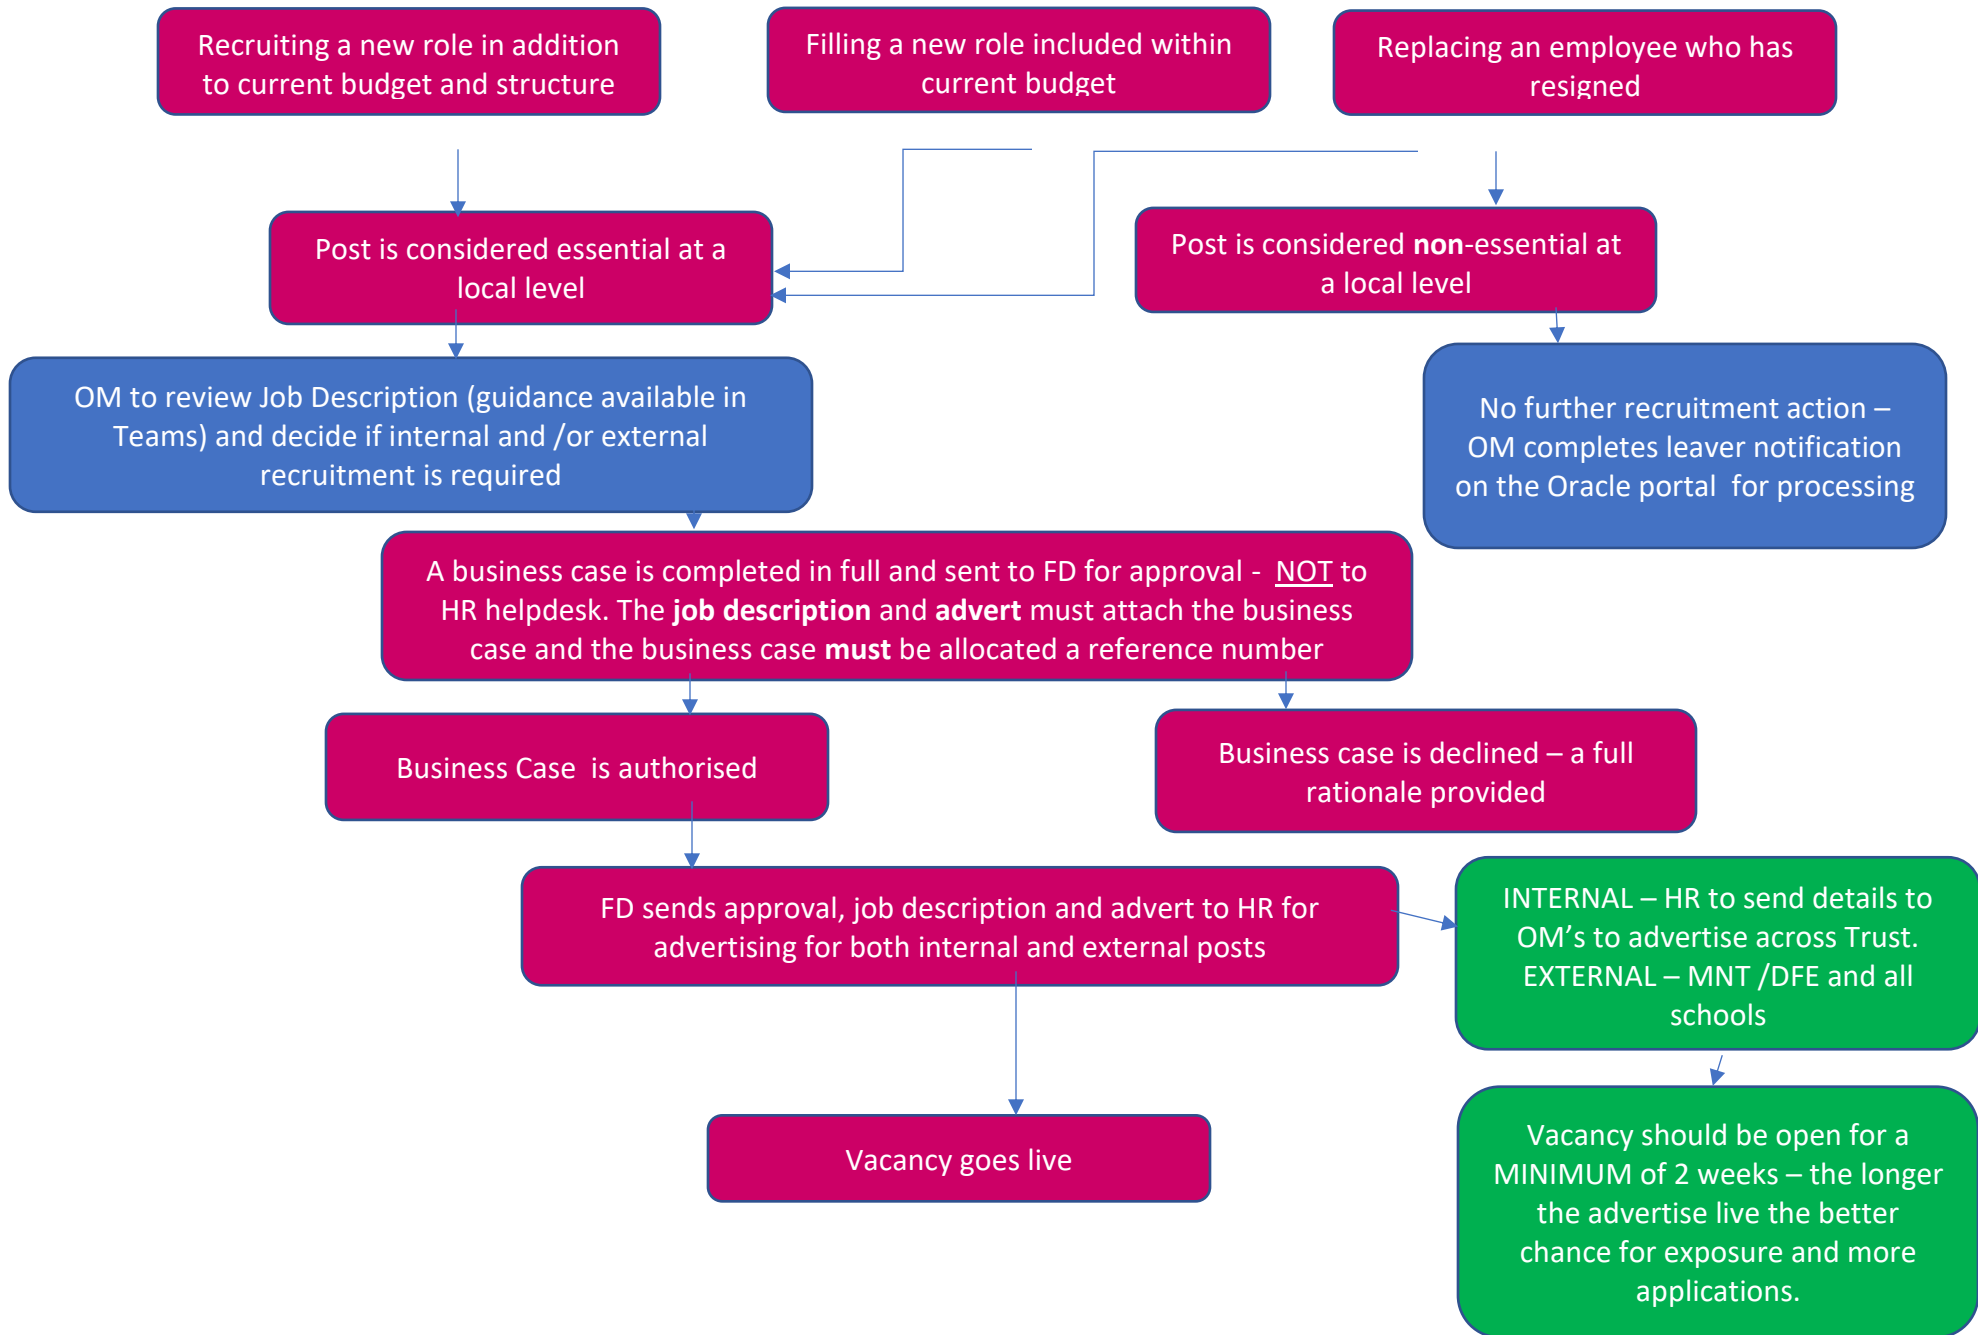 Recruiting a new role in addition
to current budget and structure
Filling a new role included within
current budget
Replacing an employee who has
resigned
Post is considered essential at a
local level
Post is considered non-essential at
a local level
OM to review Job Description (guidance available in
Teams) and decide if internal and /or external
recruitment is required
No further recruitment action –
OM completes leaver notification
on the Oracle portal  for processing
A business case is completed in full and sent to FD for approval -  NOT to
HR helpdesk. The job description and advert must attach the business
case and the business case must be allocated a reference number
Business Case  is authorised
Business case is declined – a full
rationale provided
FD sends approval, job description and advert to HR for
advertising for both internal and external posts
INTERNAL – HR to send details to
OM’s to advertise across Trust.
EXTERNAL – MNT /DFE and all
schools
Vacancy goes live
Vacancy should be open for a
MINIMUM of 2 weeks – the longer
the advertise live the better
chance for exposure and more
applications.